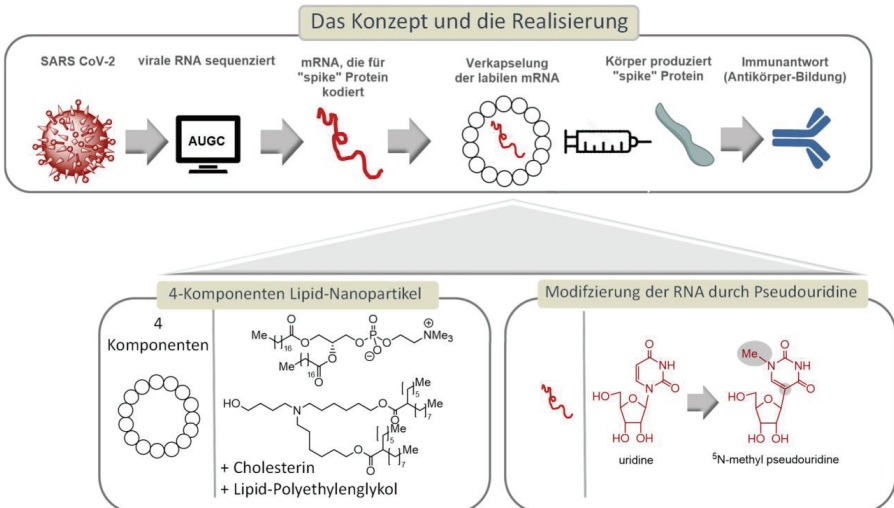 Das Konzept und die Realisierung
SARS CoV-2
virale RNA sequenziert
mRNA, die für
"spike" Protein
kodiert
Verkapselung
der labilen mRNA
Körper produziert
"spike" Protein
Immunantwort
(Antikörper-Bildung)
AUGC
4-Komponenten Lipid-Nanopartikel
4
Komponenten
Me
16
O
O
O
O
P
O
O
⊖
⊕
NMe₃
Me
16
O
O
HO
N
O
O
5
Me
Me
7
O
O
5
Me
Me
7
+ Cholesterin
+ Lipid-Polyethylenglykol
Modifzierung der RNA durch Pseudouridine
O
NH
N
O
HO
O
HO
OH
uridine
Me
N
O
NH
O
HO
O
HO
OH
⁵N-methyl pseudouridine